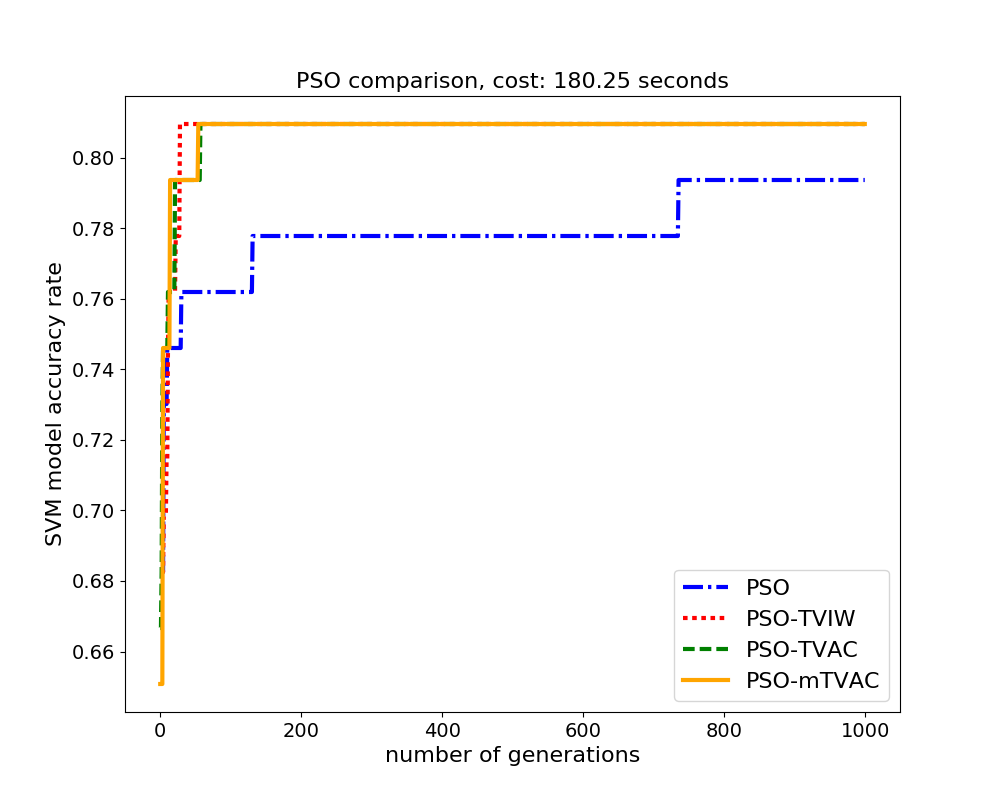 PSO comparison, cost: 180.25 seconds
SVM model accuracy rate
0.80
0.78
0.76
0.74
0.72
0.70
0.68
0.66
0 200 400 600 800 1000
number of generations
PSO
PSO-TVIW
PSO-TVAC
PSO-mTVAC